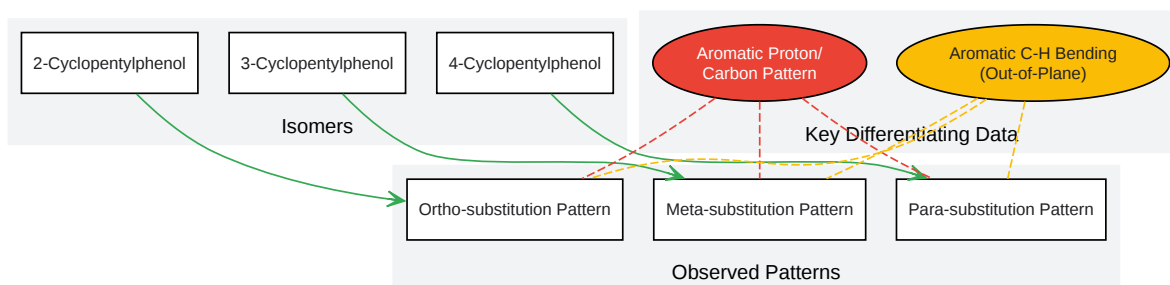 2-Cyclopentylphenol
3-Cyclopentylphenol
4-Cyclopentylphenol
Isomers
Aromatic Proton/
Carbon Pattern
Aromatic C-H Bending
(Out-of-Plane)
Key Differentiating Data
Ortho-substitution Pattern
Meta-substitution Pattern
Para-substitution Pattern
Observed Patterns